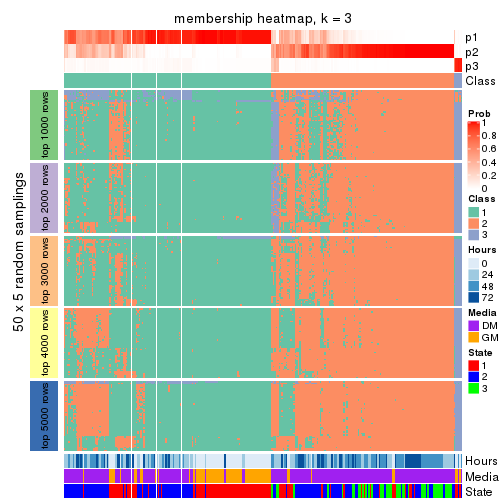 membership heatmap, k = 3
p1
p2
p3
Class
50 x 5 random samplings
top 1000 rows
top 2000 rows
top 3000 rows
top 4000 rows
top 5000 rows
Hours
Media
State
Prob
1
0.8
0.6
0.4
0.2
0
Class
1
2
3
Hours
0
24
48
72
Media
DM
GM
State
1
2
3